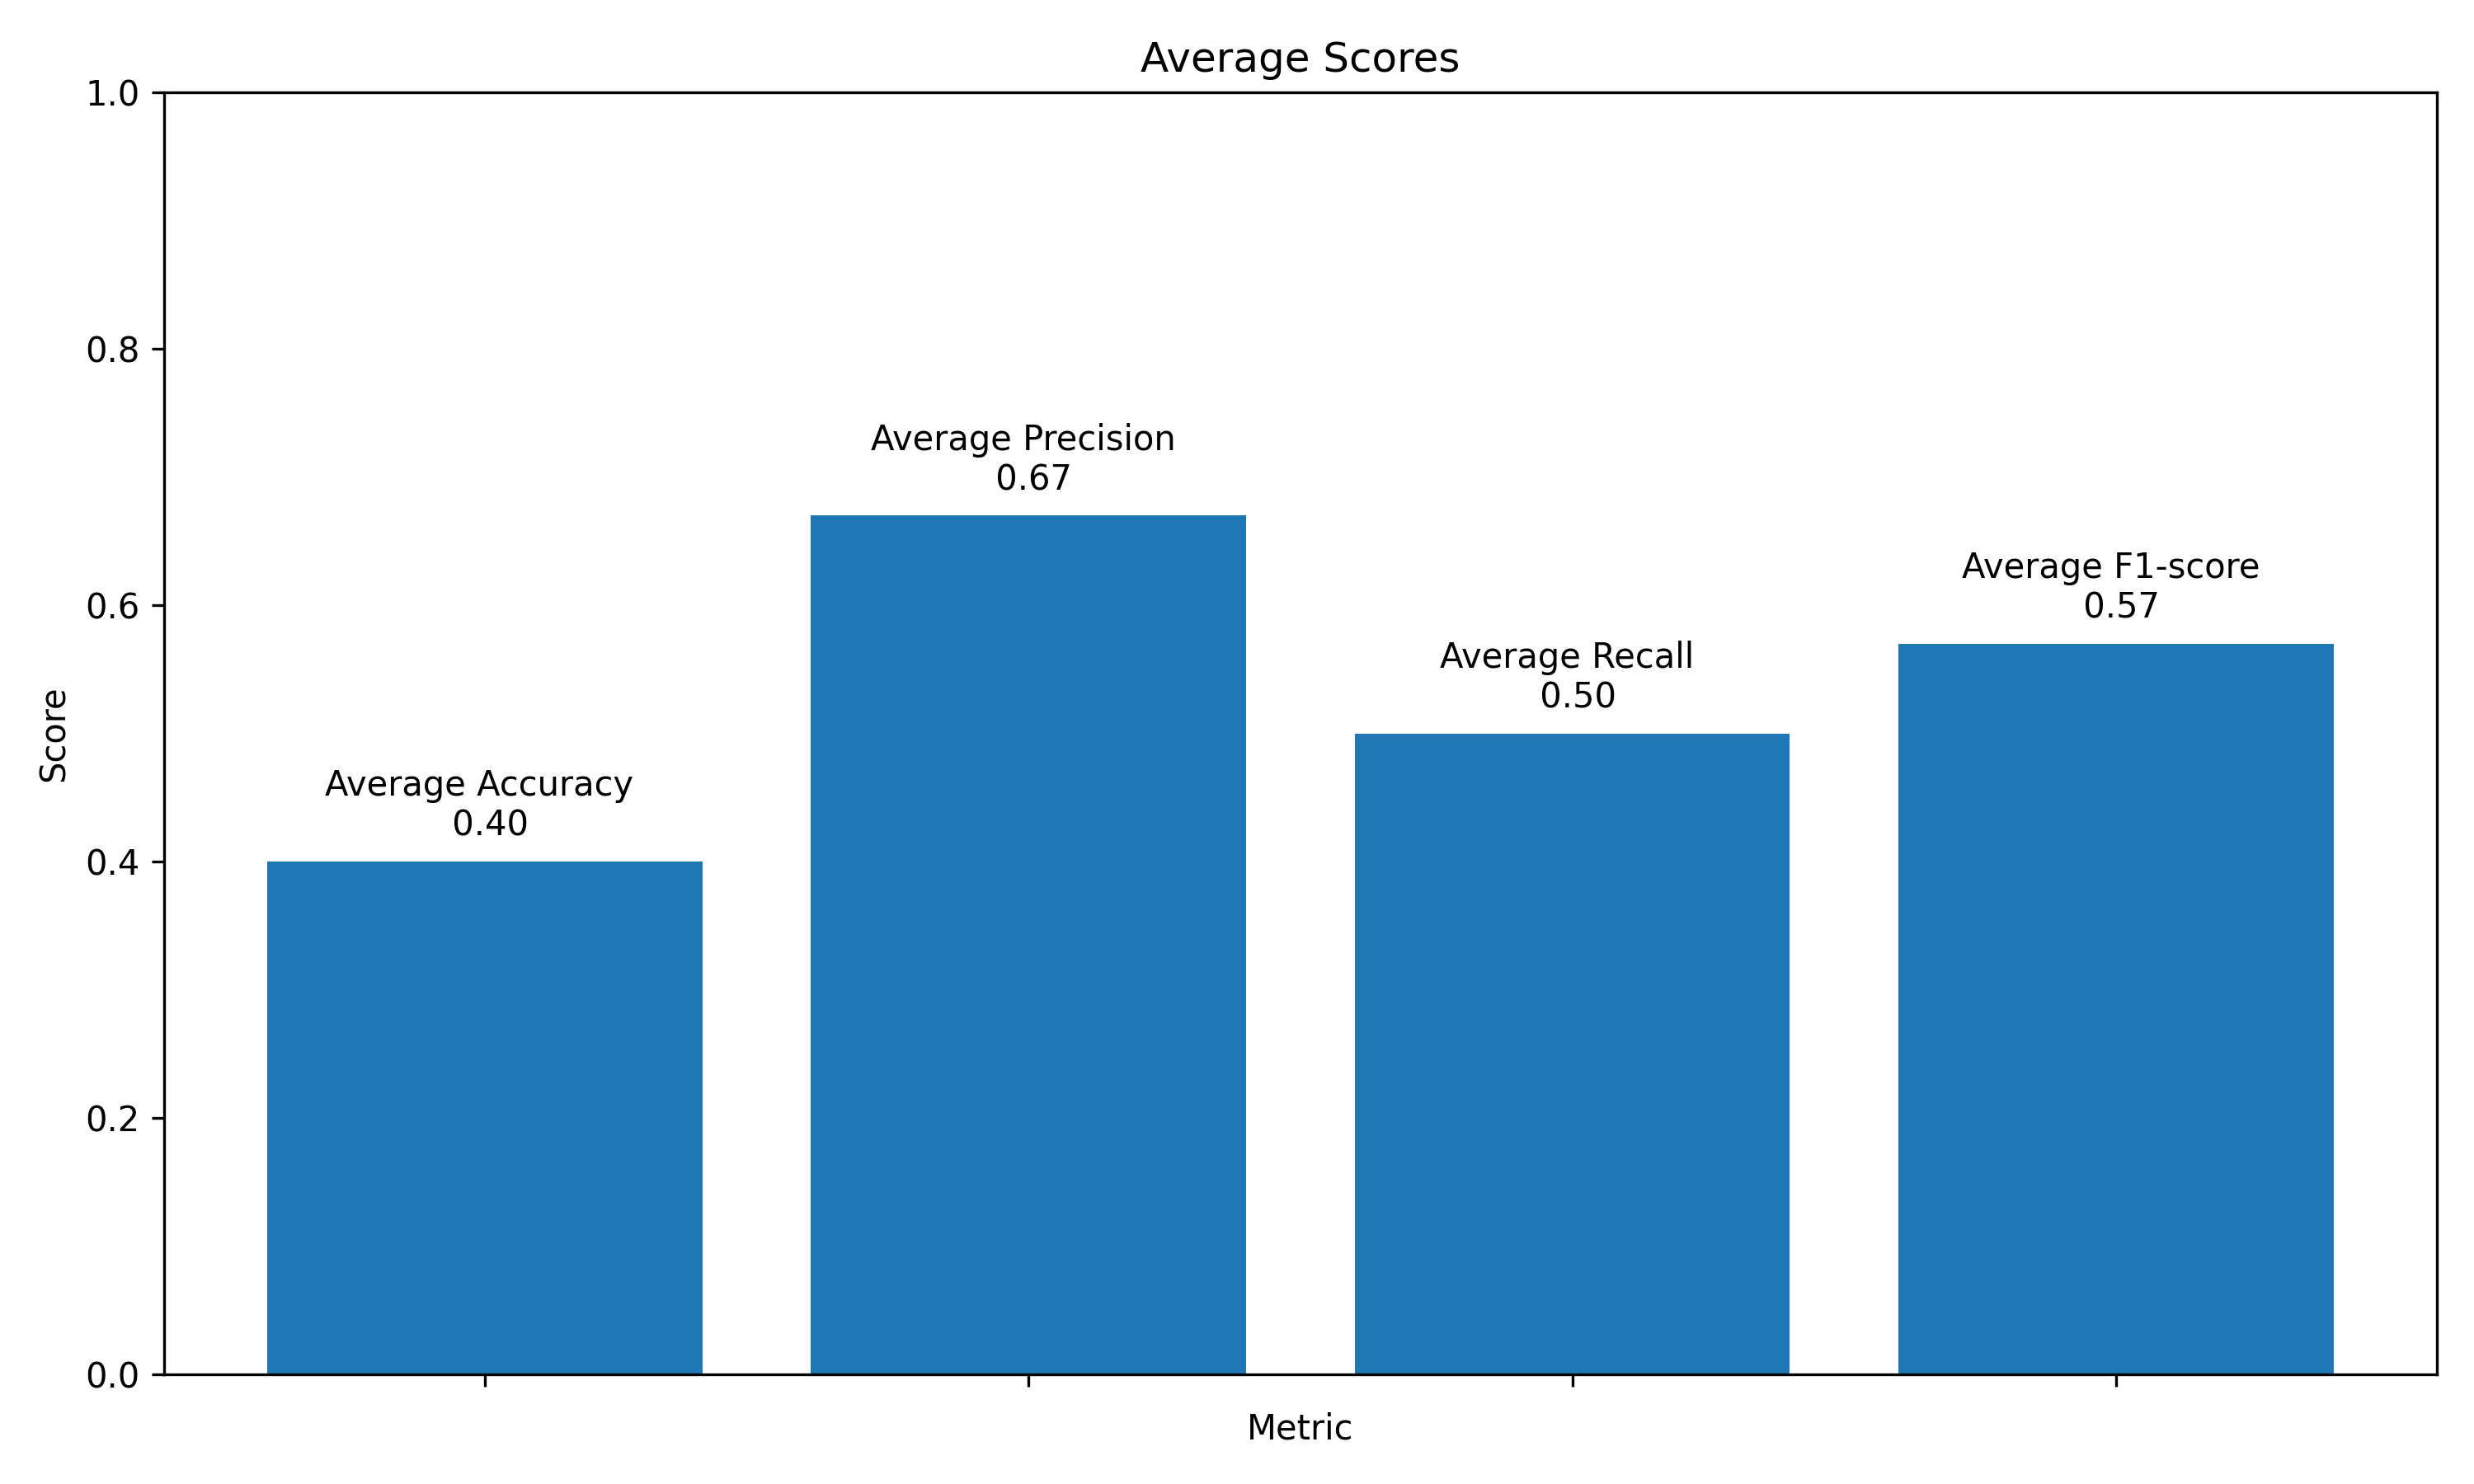 Average Scores
1.0
0.8
0.6
0.4
0.2
0.0
Score
Average Accuracy
0.40
Average Precision
0.67
Average Recall
0.50
Average F1-score
0.57
Metric